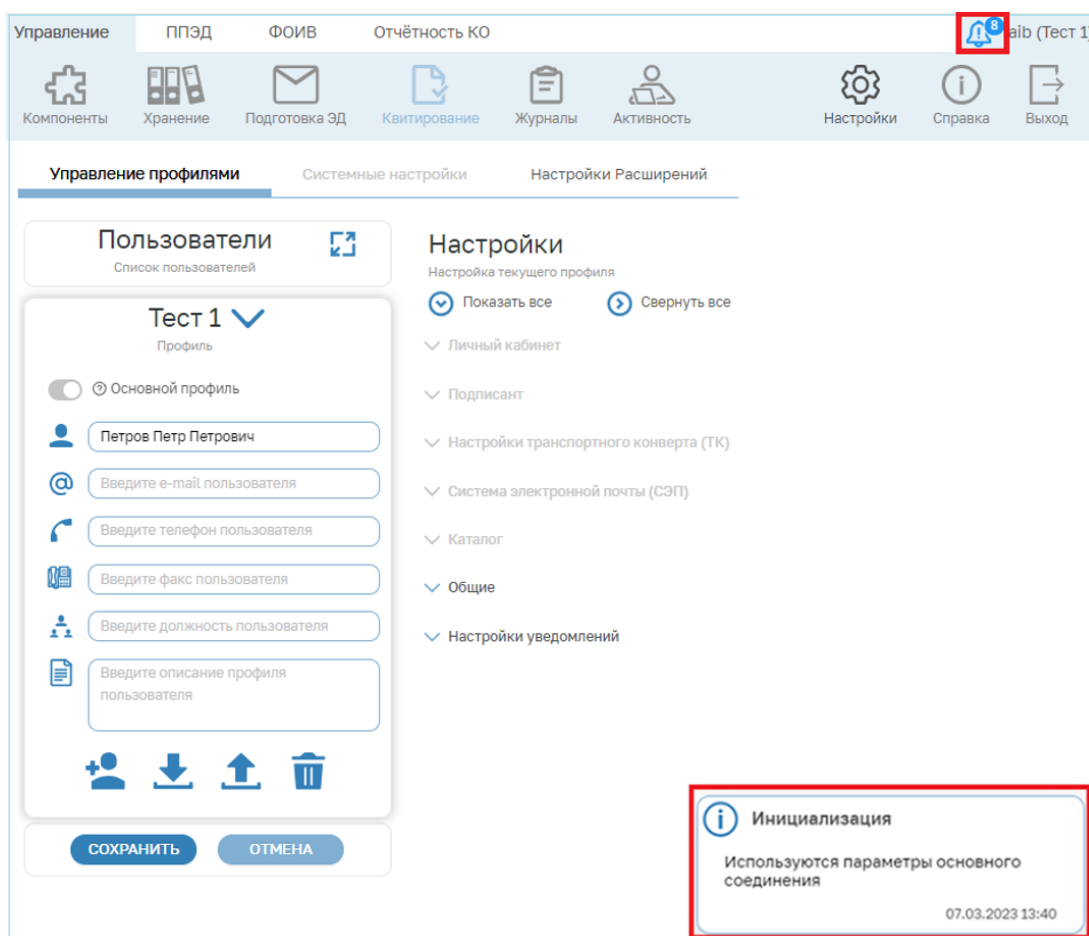 Управление ППЭД ФОИВ Отчётность КО 8 aib (Тест 1)
Компоненты Хранение Подготовка ЭД Квитирование Журналы Активность Настройки Справка Выход
Управление профилями Системные настройки Настройки Расширений
Пользователи
Список пользователей
Тест 1
Профиль
Основной профиль
Петров Петр Петрович
Введите e-mail пользователя
Введите телефон пользователя
Введите факс пользователя
Введите должность пользователя
Введите описание профиля
пользователя
СОХРАНИТЬ ОТМЕНА
Настройки
Настройка текущего профиля
Показать все Свернуть все
Личный кабинет
Подписант
Настройки транспортного конверта (ТК)
Система электронной почты (СЭП)
Каталог
Общие
Настройки уведомлений
Инициализация
Используются параметры основного
соединения
07.03.2023 13:40